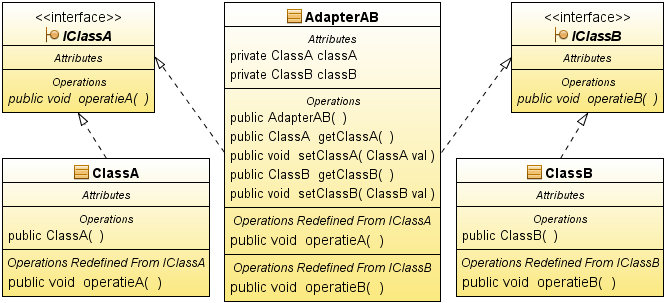 <<interface>>
IClassA
Attributes
Operations
public void operatieA( )
ClassA
Attributes
Operations
public ClassA( )
Operations Redefined From IClassA
public void operatieA( )
AdapterAB
Attributes
private ClassA classA
private ClassB classB
Operations
public AdapterAB( )
public ClassA getClassA( )
public void setClassA( ClassA val )
public ClassB getClassB( )
public void setClassB( ClassB val )
Operations Redefined From IClassA
public void operatieA( )
Operations Redefined From IClassB
public void operatieB( )
<<interface>>
IClassB
Attributes
Operations
public void operatieB( )
ClassB
Attributes
Operations
public ClassB( )
Operations Redefined From IClassB
public void operatieB( )